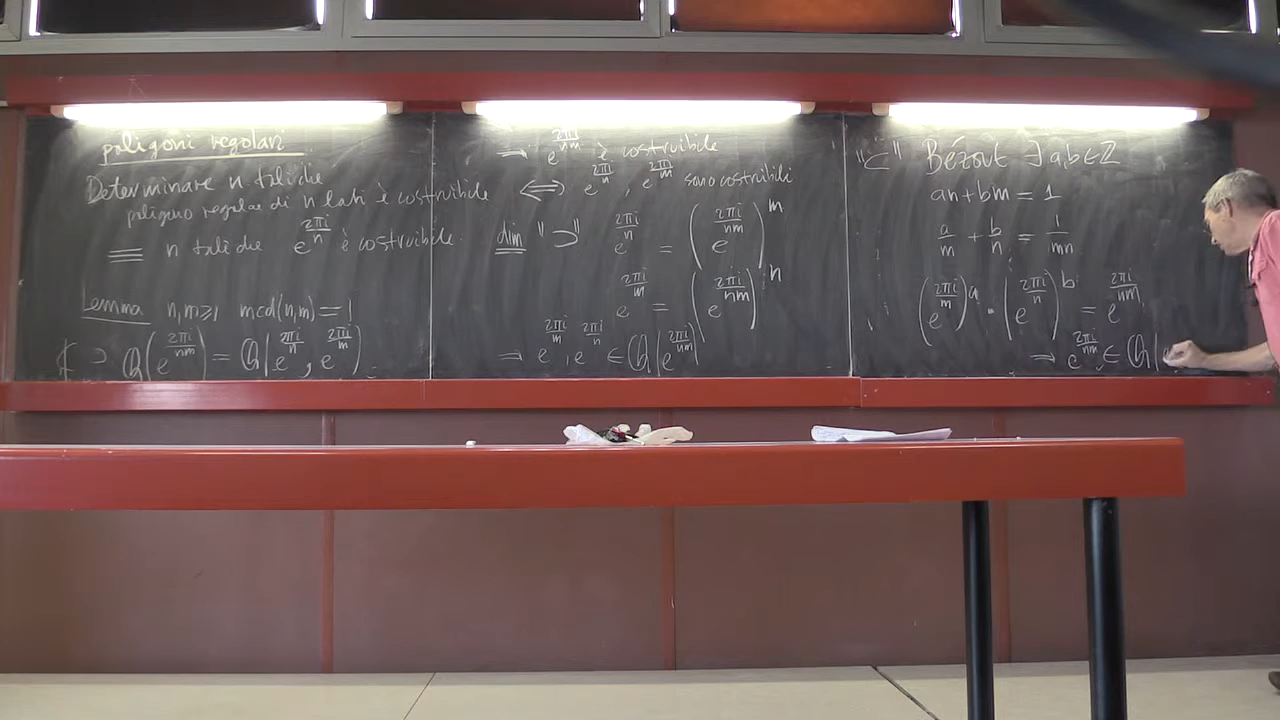 poligoni regolari
Determinare n tali che
poligono regolare di n lati è costruibile
≡ n tali che e^{2πi/n} è costruibile.
Lemma n,m≥1 mcd(n,m)=1
ℂ ⊃ ℚ(e^{2πi/nm}) = ℚ(e^{2πi/n}, e^{2πi/m})
⇒ e^{2πi/nm} è costruibile
⟺ e^{2πi/n}, e^{2πi/m} sono costruibili
dim "⊃" e^{2πi/n} = (e^{2πi/nm})^m
e^{2πi/m} = (e^{2πi/nm})^n
⇒ e^{2πi/m}, e^{2πi/n} ∈ ℚ(e^{2πi/nm})
"⊂" Bézout ∃ a,b∈ℤ
an+bm=1
a/m + b/n = 1/mn
(e^{2πi/m})^a · (e^{2πi/n})^b = e^{2πi/nm}
⇒ e^{2πi/nm} ∈ ℚ(e